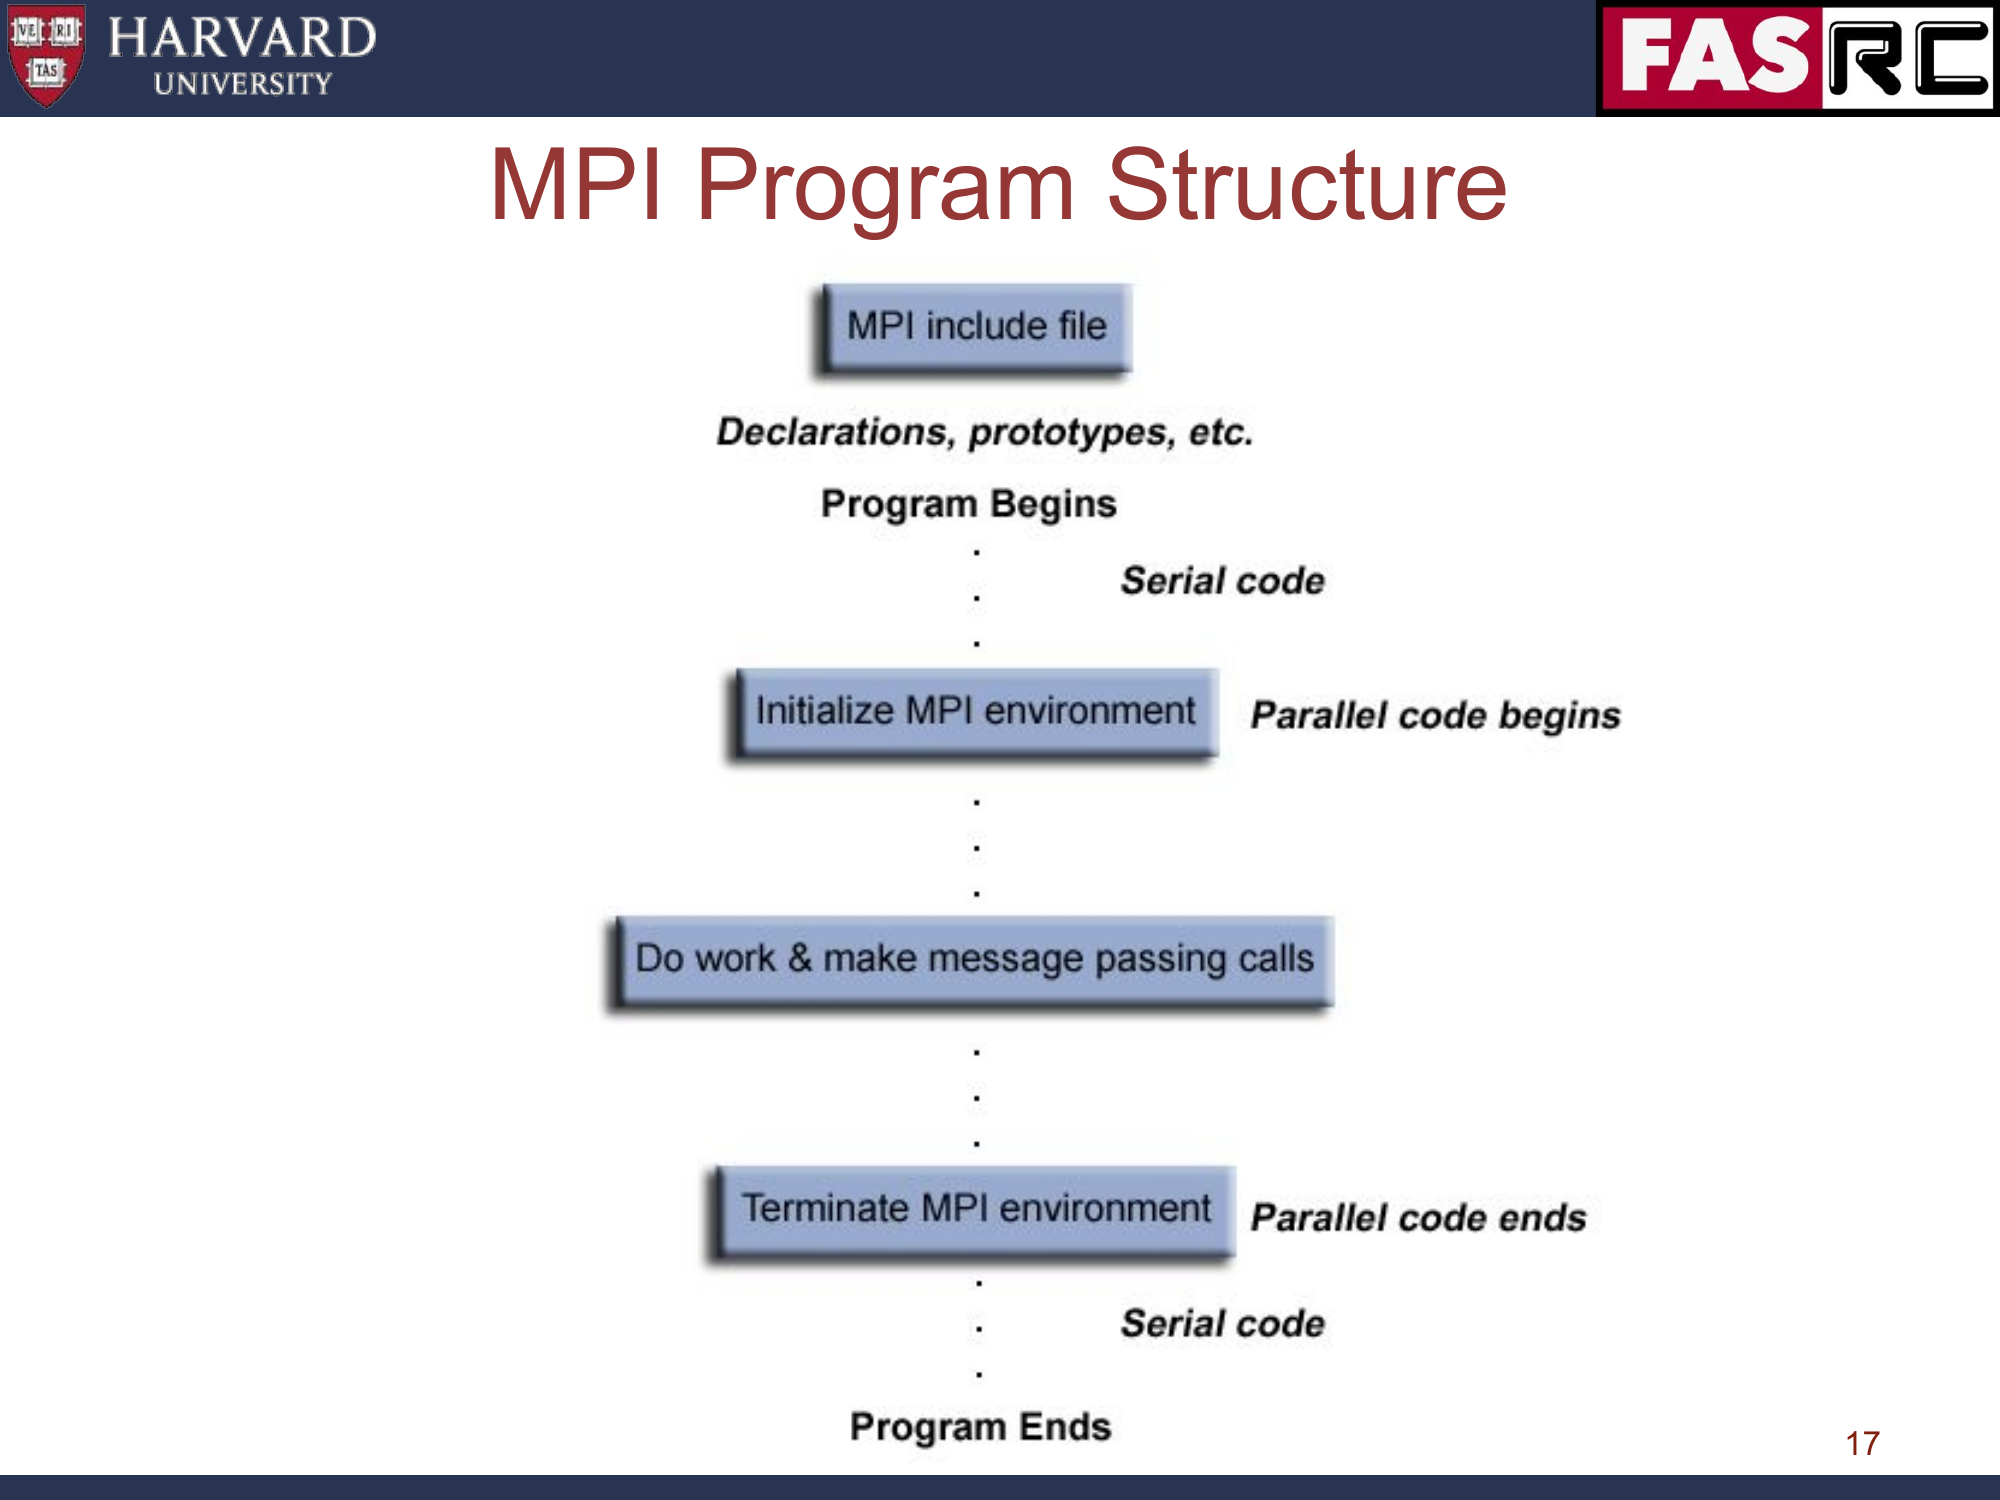 VE RI
TAS
HARVARD
UNIVERSITY
FAS RC
MPI Program Structure
MPI include file
Declarations, prototypes, etc.
Program Begins
.
.
.
Serial code
Initialize MPI environment
Parallel code begins
.
.
.
Do work & make message passing calls
.
.
.
Terminate MPI environment
Parallel code ends
.
.
.
Serial code
Program Ends
17